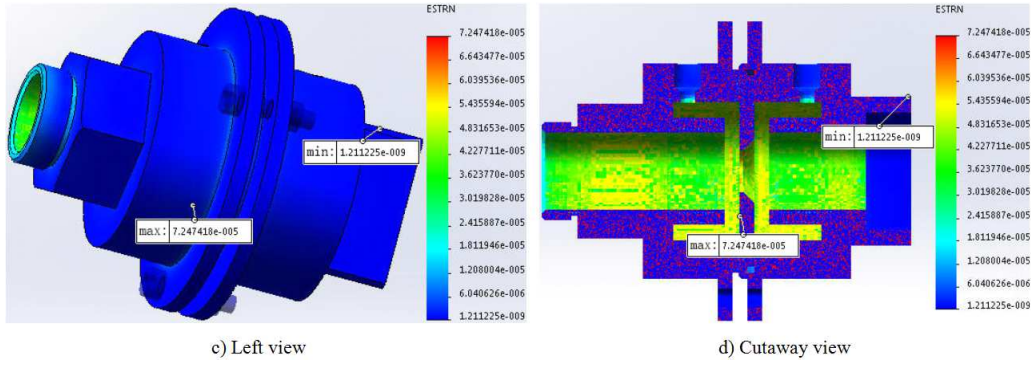 ESTRN
7.247418e-005
6.643477e-005
6.039536e-005
5.435594e-005
4.831653e-005
4.227711e-005
3.623770e-005
3.019828e-005
2.415887e-005
1.811946e-005
1.208004e-005
6.040626e-006
1.211225e-009
min: 1.211225e-009
max: 7.247418e-005
c) Left view
ESTRN
7.247418e-005
6.643477e-005
6.039536e-005
5.435594e-005
4.831653e-005
4.227711e-005
3.623770e-005
3.019828e-005
2.415887e-005
1.811946e-005
1.208004e-005
6.040626e-006
1.211225e-009
min: 1.211225e-009
max: 7.247418e-005
d) Cutaway view